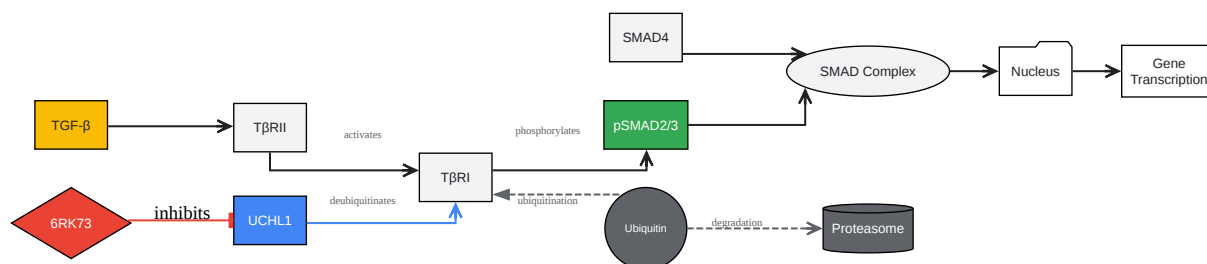 SMAD4
SMAD Complex
Nucleus
Gene
Transcription
TGF-β
TβRII
activates
phosphorylates
pSMAD2/3
TβRI
6RK73
inhibits
UCHL1
deubiquitinates
ubiquitination
Ubiquitin
degradation
Proteasome